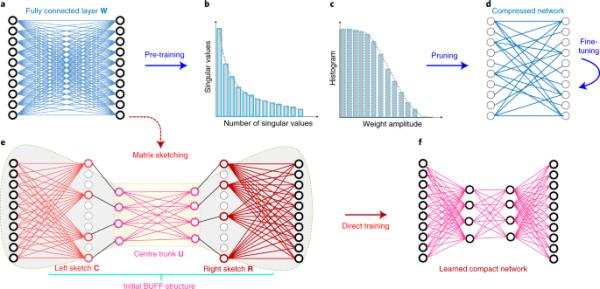 a
Fully connected layer W
Pre-training
b
Singular values
Number of singular values
c
Histogram
Weight amplitude
Pruning
d
Compressed network
Fine-
tuning
Matrix sketching
e
Left sketch C
Centre trunk U
Right sketch R
Initial BUFF structure
Direct training
f
Learned compact network